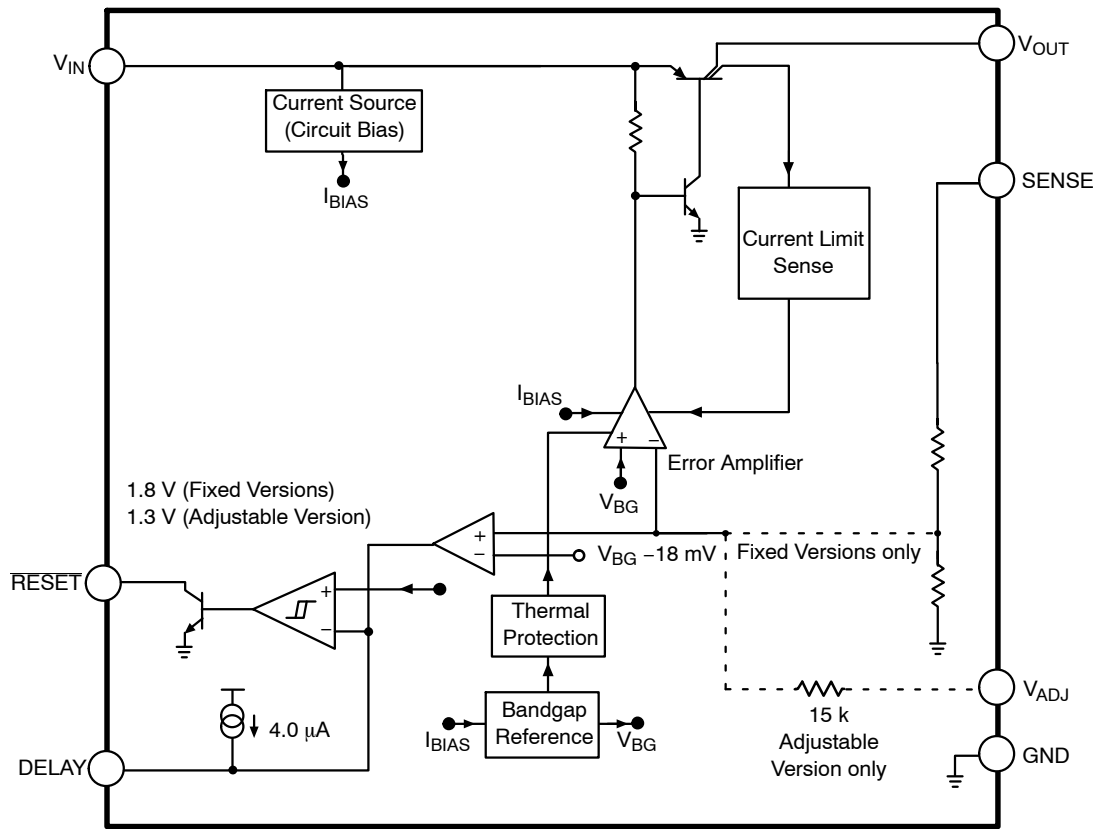 V_IN
V_OUT
Current Source
(Circuit Bias)
I_BIAS
SENSE
Current Limit
Sense
I_BIAS
+ −
Error Amplifier
V_BG
1.8 V (Fixed Versions)
1.3 V (Adjustable Version)
+
−
V_BG −18 mV
Fixed Versions only
R̅E̅S̅E̅T̅
+
−
Thermal
Protection
V_ADJ
15 k
Adjustable
Version only
4.0 μA
I_BIAS
Bandgap
Reference
V_BG
GND
DELAY